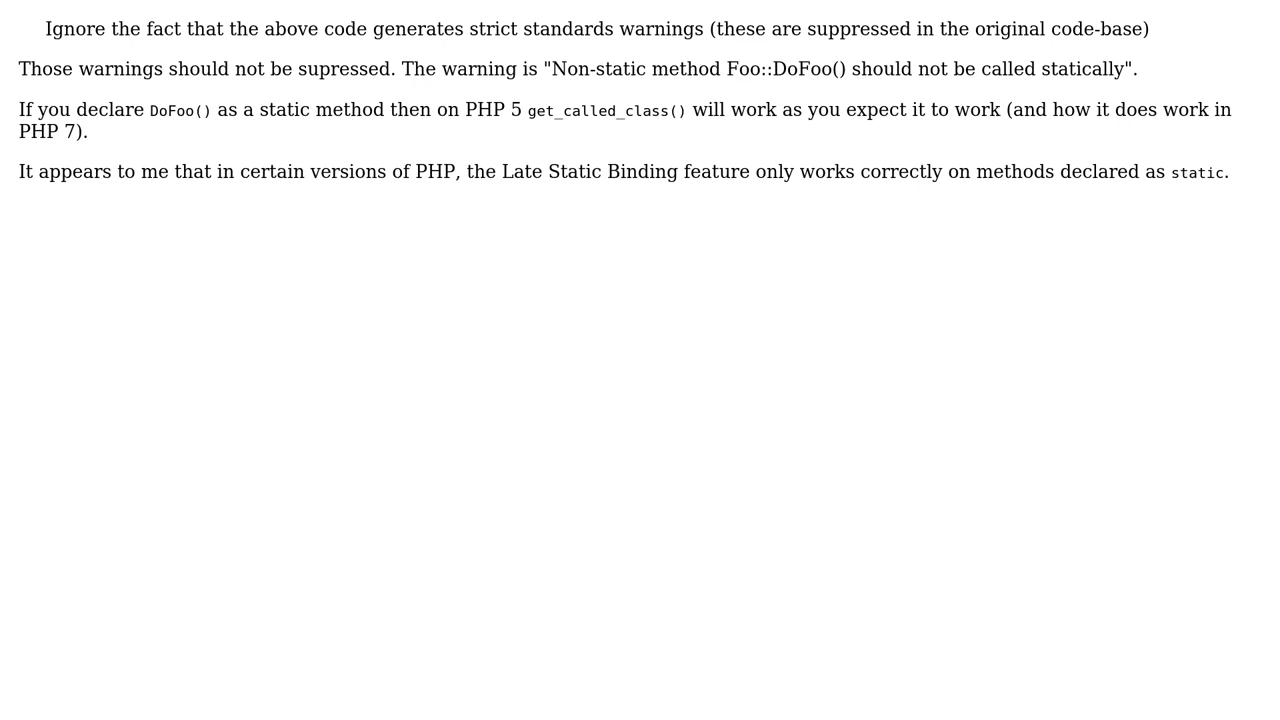 Ignore the fact that the above code generates strict standards warnings (these are suppressed in the original code-base)
Those warnings should not be supressed. The warning is "Non-static method Foo::DoFoo() should not be called statically".
If you declare DoFoo() as a static method then on PHP 5 get_called_class() will work as you expect it to work (and how it does work in
PHP 7).
It appears to me that in certain versions of PHP, the Late Static Binding feature only works correctly on methods declared as static.